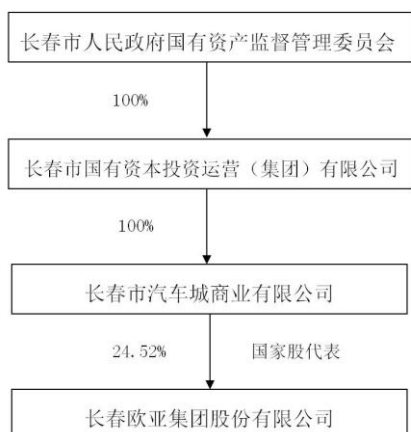 长春市人民政府国有资产监督管理委员会
100%
长春市国有资本投资运营（集团）有限公司
100%
长春市汽车城商业有限公司
24.52% 国家股代表
长春欧亚集团股份有限公司